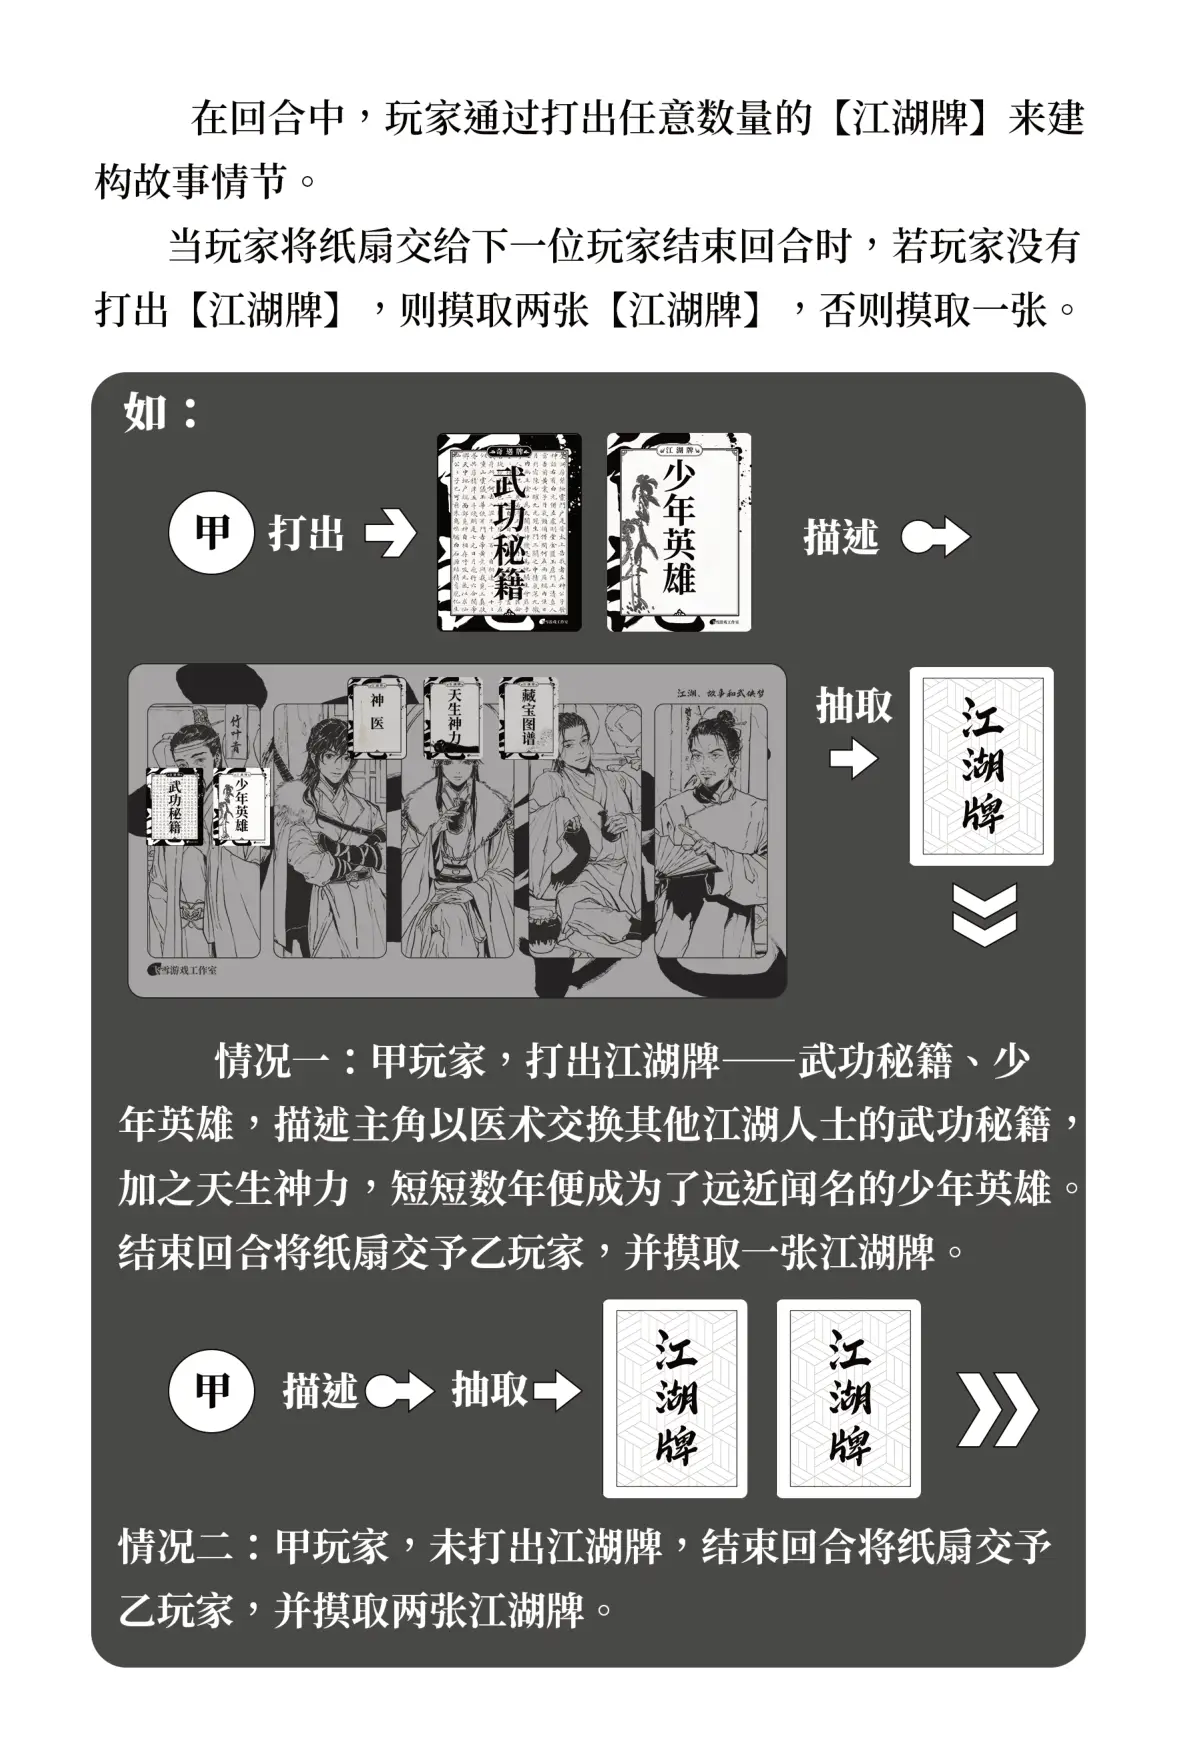 在回合中，玩家通过打出任意数量的【江湖牌】来建
构故事情节。
当玩家将纸扇交给下一位玩家结束回合时，若玩家没有
打出【江湖牌】，则摸取两张【江湖牌】，否则摸取一张。
如：
甲 打出
奇遇牌
武功秘籍
江湖牌
少年英雄
描述
江湖、故事和武侠梦
神医
天生神力
藏宝图谱
竹叶青
武功秘籍
少年英雄
雪游戏工作室
抽取
江湖牌
情况一：甲玩家，打出江湖牌——武功秘籍、少
年英雄，描述主角以医术交换其他江湖人士的武功秘籍，
加之天生神力，短短数年便成为了远近闻名的少年英雄。
结束回合将纸扇交予乙玩家，并摸取一张江湖牌。
甲 描述 抽取
江湖牌
江湖牌
情况二：甲玩家，未打出江湖牌，结束回合将纸扇交予
乙玩家，并摸取两张江湖牌。